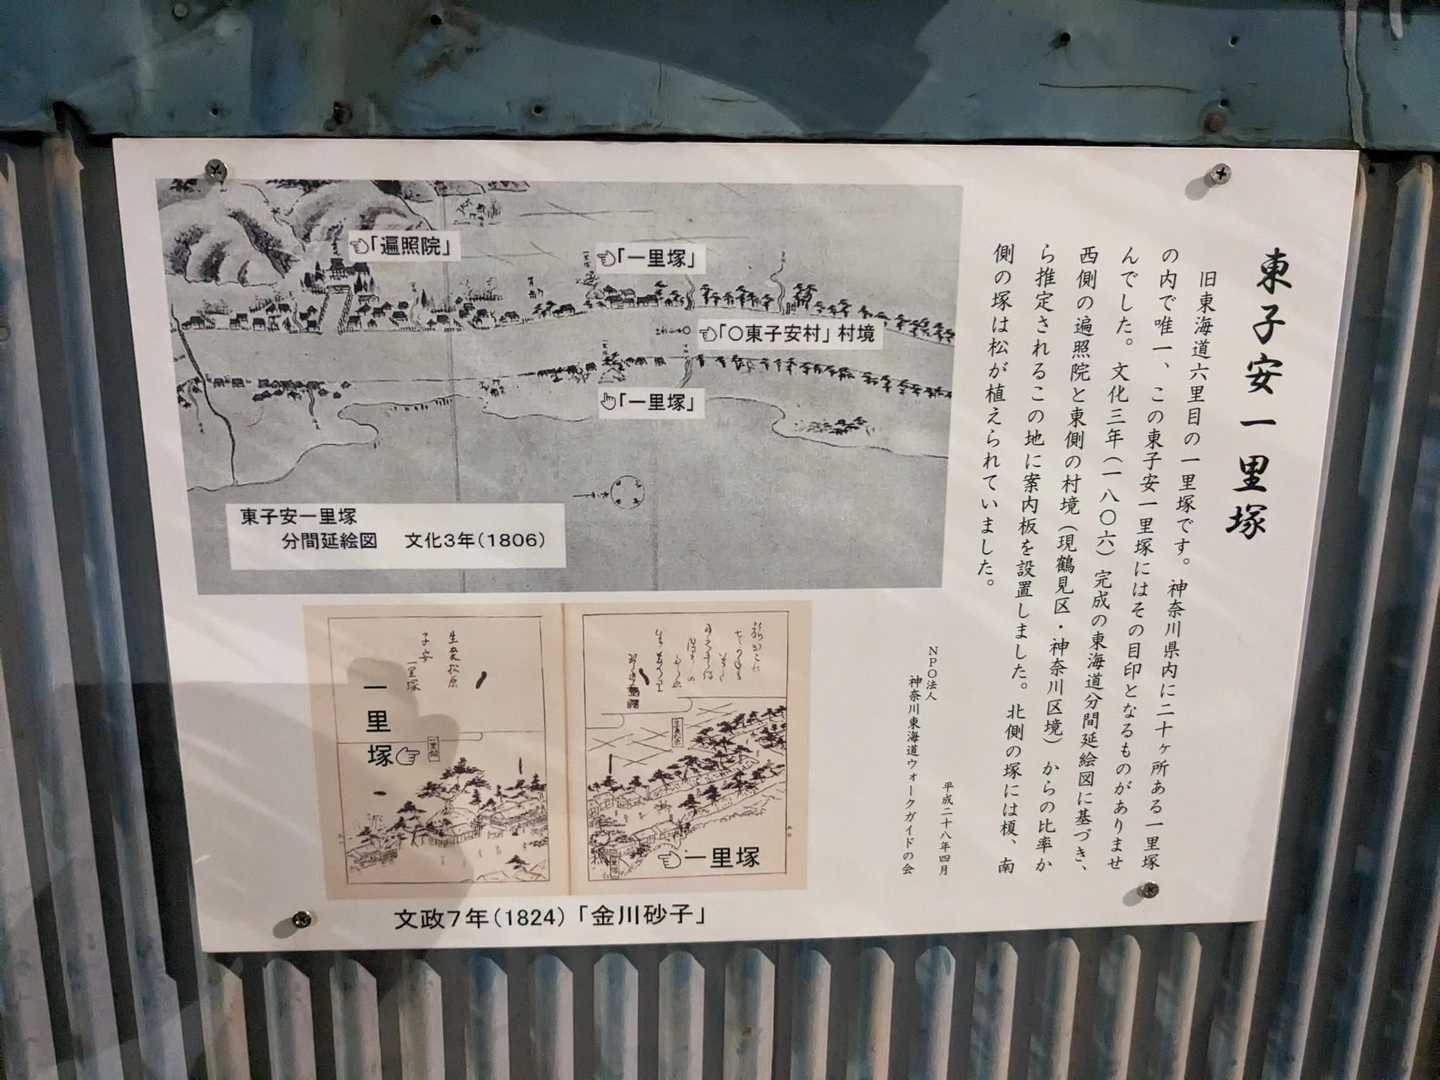 東子安一里塚
旧東海道六里目の一里塚です。神奈川県内に二十ヶ所ある一里塚
の内で唯一、この東子安一里塚にはその目印となるものがありませ
んでした。文化三年(一八〇六)完成の東海道分間延絵図に基づき、
西側の遍照院と東側の村境(現鶴見区・神奈川区境)からの比率か
ら推定されるこの地に案内板を設置しました。北側の塚には榎、南
側の塚は松が植えられていました。
平成二十八年四月
NPO法人
神奈川東海道ウォークガイドの会
「遍照院」
「一里塚」
「〇東子安村」村境
「一里塚」
東子安一里塚
分間延絵図 文化3年(1806)
生麦松原
子安
一里塚
一里塚
一里塚
文政7年(1824)「金川砂子」